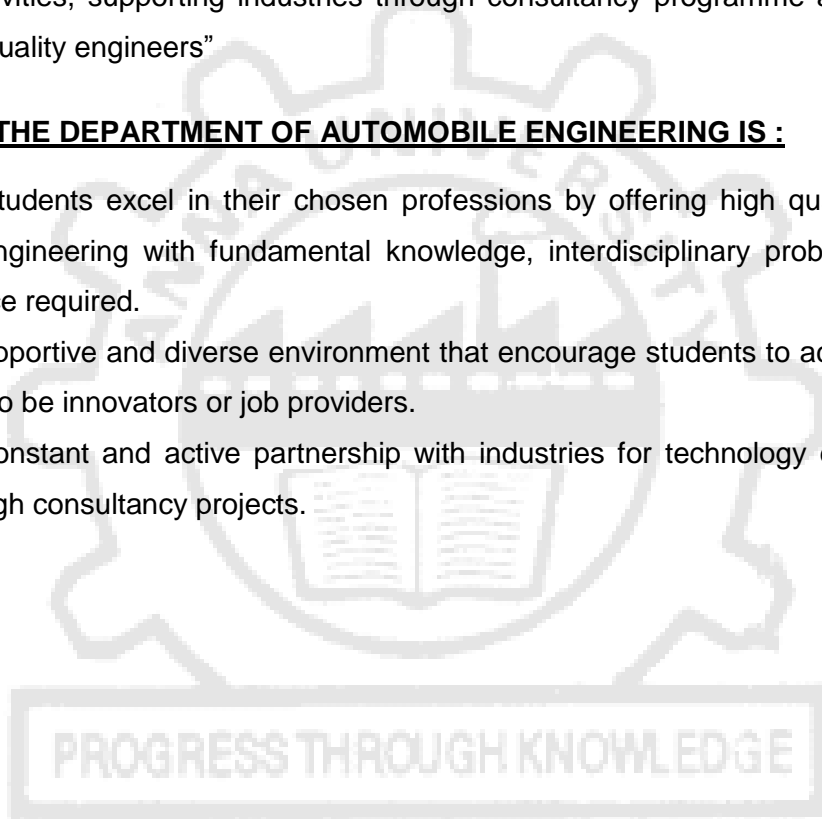 vities, supporting industries through consultancy programme a
uality engineers”
THE DEPARTMENT OF AUTOMOBILE ENGINEERING IS :
tudents excel in their chosen professions by offering high qu
ngineering with fundamental knowledge, interdisciplinary prob
e required.
portive and diverse environment that encourage students to ac
o be innovators or job providers.
onstant and active partnership with industries for technology
gh consultancy projects.
ANNA UNIVERSITY
PROGRESS THROUGH KNOWLEDGE